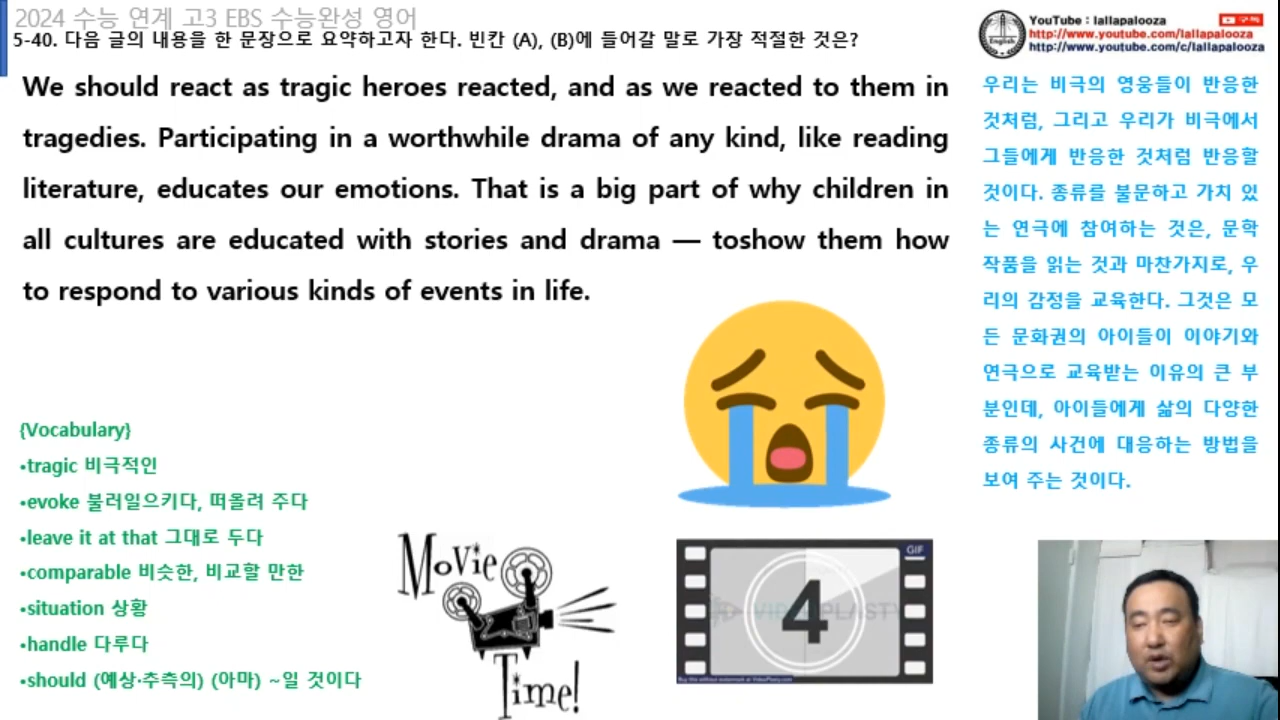 2024 수능 연계 고3 EBS 수능완성 영어
5-40. 다음 글의 내용을 한 문장으로 요약하고자 한다. 빈칸 (A), (B)에 들어갈 말로 가장 적절한 것은?
YouTube : lallapalooza
구독
http://www.youtube.com/lallapalooza
http://www.youtube.com/c/lallapalooza
English
We should react as tragic heroes reacted, and as we reacted to them in
tragedies. Participating in a worthwhile drama of any kind, like reading
literature, educates our emotions. That is a big part of why children in
all cultures are educated with stories and drama — toshow them how
to respond to various kinds of events in life.
우리는 비극의 영웅들이 반응한
것처럼, 그리고 우리가 비극에서
그들에게 반응한 것처럼 반응할
것이다. 종류를 불문하고 가치 있
는 연극에 참여하는 것은, 문학
작품을 읽는 것과 마찬가지로, 우
리의 감정을 교육한다. 그것은 모
든 문화권의 아이들이 이야기와
연극으로 교육받는 이유의 큰 부
분인데, 아이들에게 삶의 다양한
종류의 사건에 대응하는 방법을
보여 주는 것이다.
{Vocabulary}
•tragic 비극적인
•evoke 불러일으키다, 떠올려 주다
•leave it at that 그대로 두다
•comparable 비슷한, 비교할 만한
•situation 상황
•handle 다루다
•should (예상·추측의) (아마) ~일 것이다
Movie
Time!
GIF
VIDEOPLASTY
4
Buy this without watermark at VideoPlasty.com